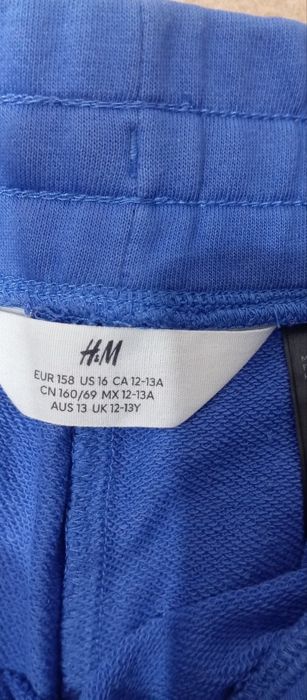 H&M
EUR 158 US 16 CA 12-13A
CN 160/69 MX 12-13A
AUS 13 UK 12-13Y